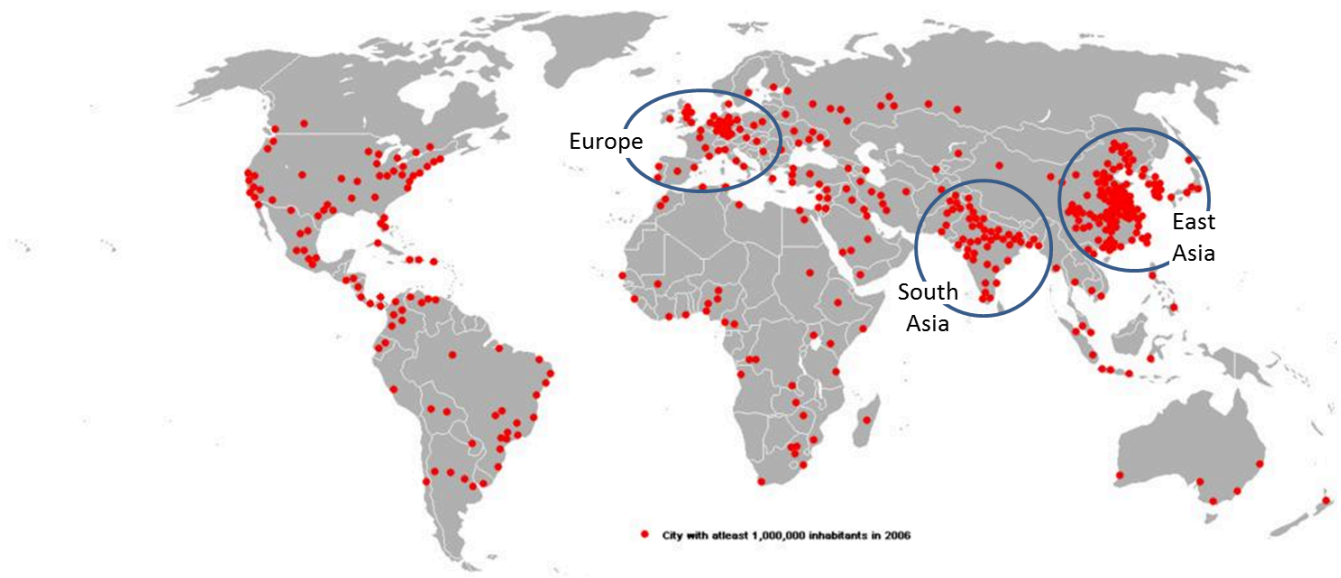 Europe
East
Asia
South
Asia
City with atleast 1,000,000 inhabitants in 2006